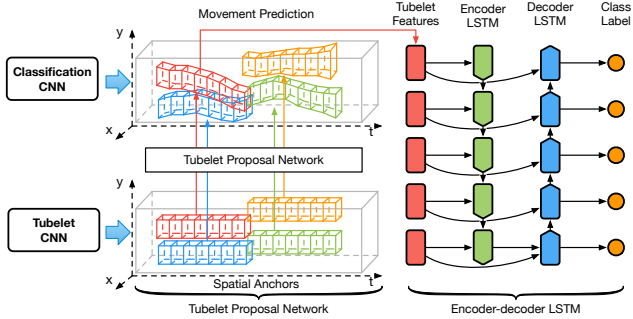 Movement Prediction
Tubelet
Features
Encoder
LSTM
Decoder
LSTM
Class
Label
y
Classification
CNN
x
t
Tubelet Proposal Network
y
Tubelet
CNN
x
t
Spatial Anchors
Tubelet Proposal Network
Encoder-decoder LSTM